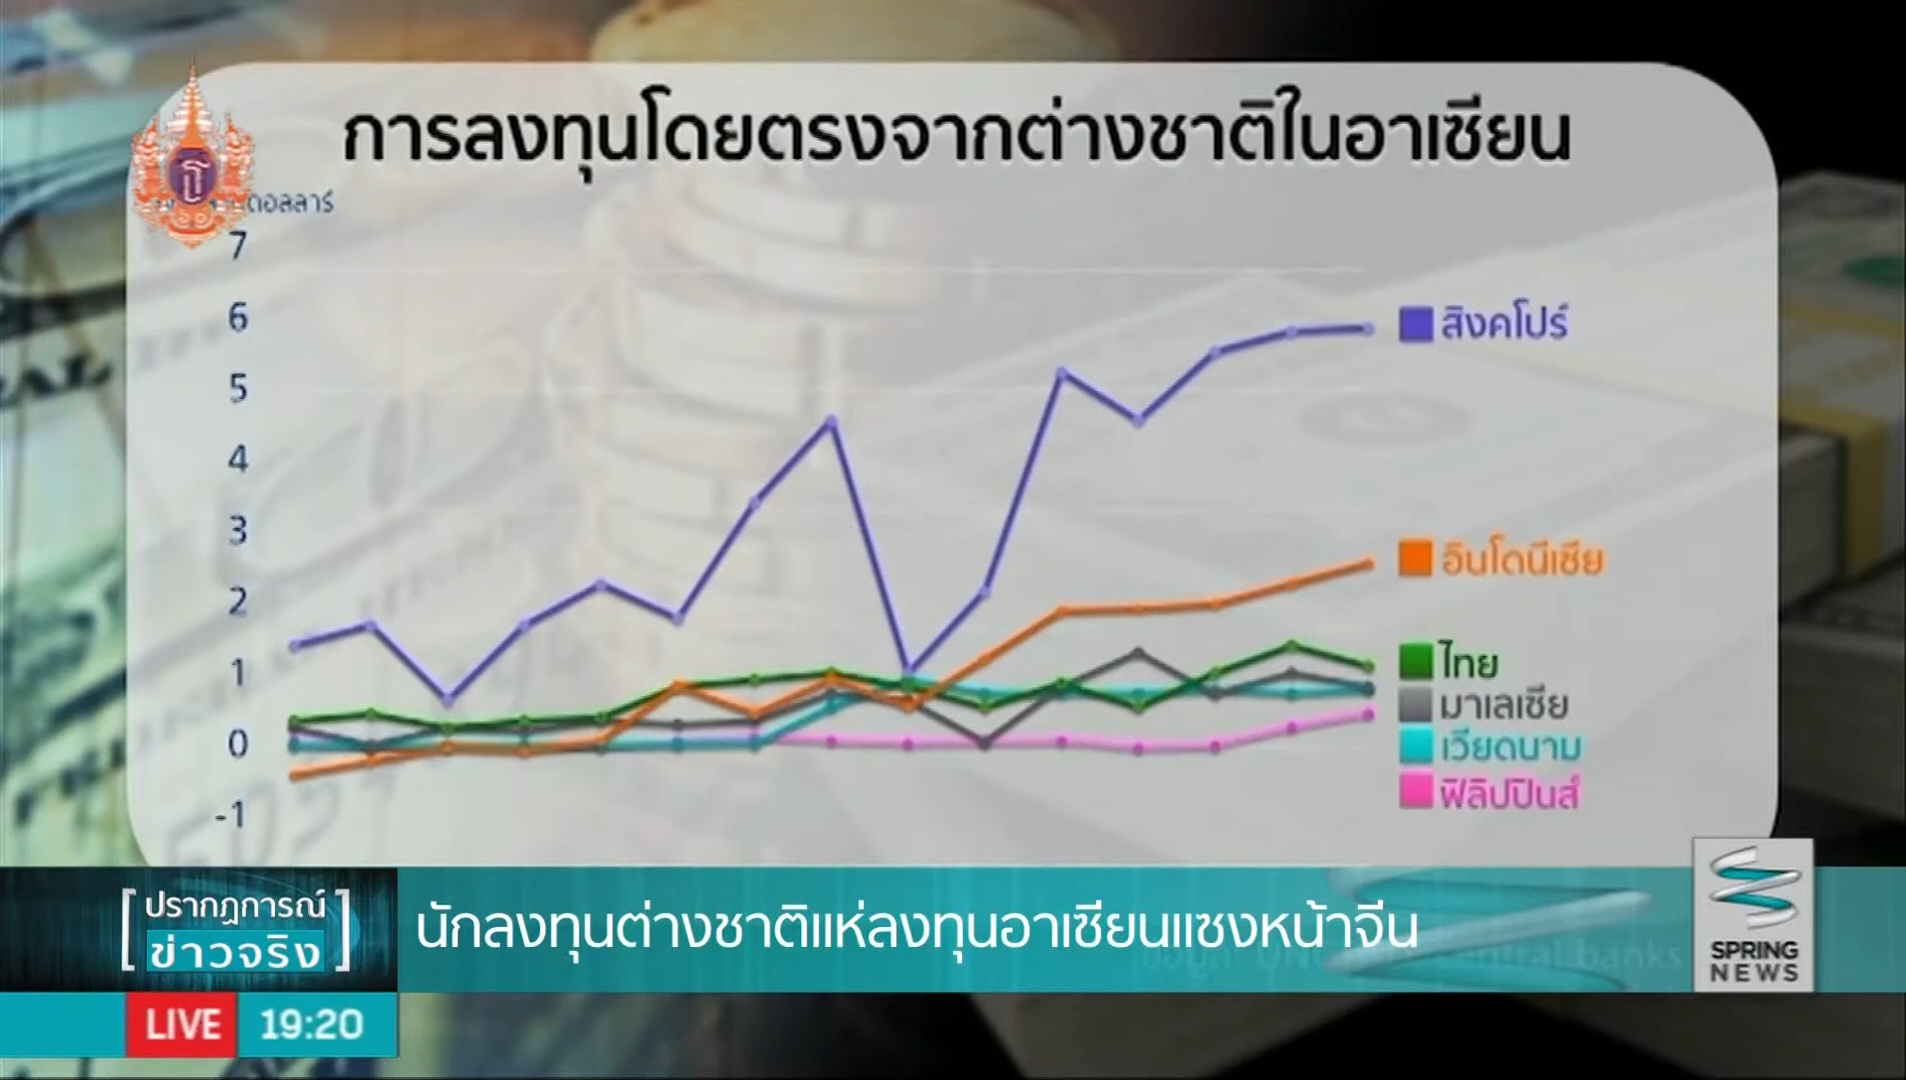 การลงทุนโดยตรงจากต่างชาติในอาเซียน
ดอลลาร์
7
6
5
4
3
2
1
0
-1
สิงคโปร์
อินโดนีเซีย
ไทย
มาเลเซีย
เวียดนาม
ฟิลิปปินส์
[ปรากฏการณ์
ข่าวจริง]
นักลงทุนต่างชาติแห่ลงทุนอาเซียนแซงหน้าจีน
central banks
SPRING
NEWS
LIVE 19:20